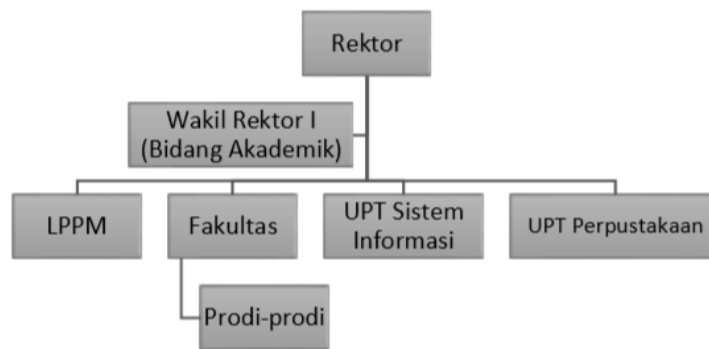 Rektor
Wakil Rektor I
(Bidang Akademik)
LPPM
Fakultas
UPT Sistem
Informasi
UPT Perpustakaan
Prodi-prodi